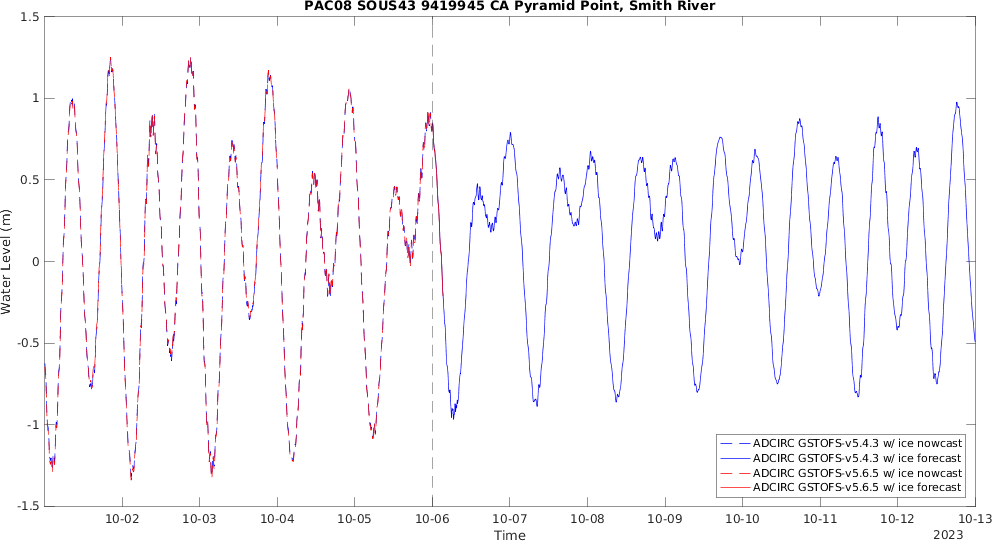 PAC08 SOUS43 9419945 CA Pyramid Point, Smith River
1.5
1
0.5
0
-0.5
-1
-1.5
Water Level (m)
ADCIRC GSTOFS-v5.4.3 w/ ice nowcast
ADCIRC GSTOFS-v5.4.3 w/ ice forecast
ADCIRC GSTOFS-v5.6.5 w/ ice nowcast
ADCIRC GSTOFS-v5.6.5 w/ ice forecast
10-02 10-03 10-04 10-05 10-06 10-07 10-08 10-09 10-10 10-11 10-12 10-13
Time
2023